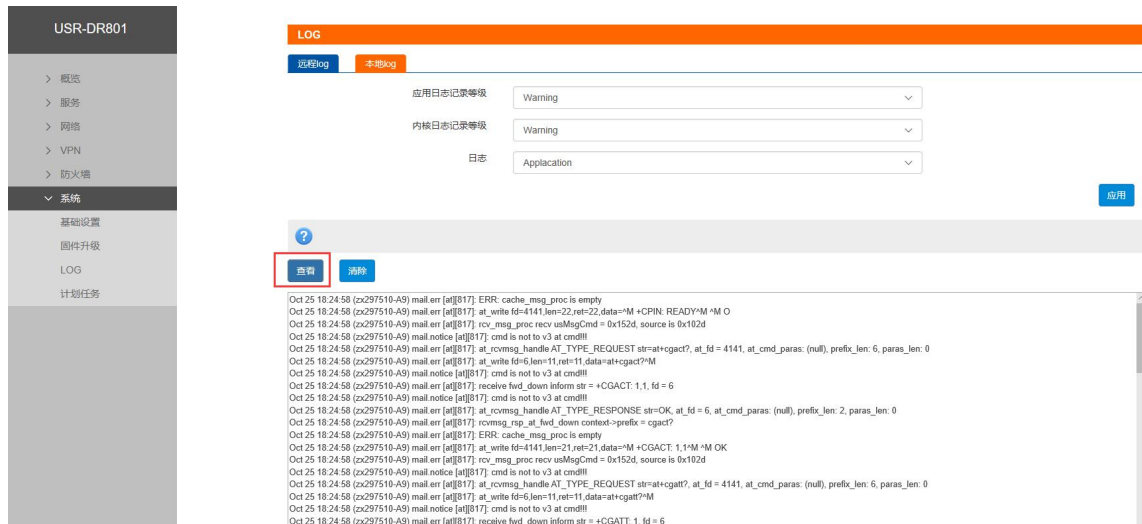 USR-DR801
> 概览
> 服务
> 网络
> VPN
> 防火墙
系统
基础设置
固件升级
LOG
计划任务
LOG
远程log 本地log
应用日志记录等级 Warning
内核日志记录等级 Warning
日志 Applacation
应用
?
查看 清除
Oct 25 18:24:58 (zx297510-A9) mail.err [at][817]: ERR: cache_msg_proc is empty
Oct 25 18:24:58 (zx297510-A9) mail.err [at][817]: at_write fd=4141,len=22,ret=22,data=^M +CPIN: READY^M ^M O
Oct 25 18:24:58 (zx297510-A9) mail.err [at][817]: rcv_msg_proc recv usMsgCmd = 0x152d, source is 0x102d
Oct 25 18:24:58 (zx297510-A9) mail.notice [at][817]: cmd is not to v3 at cmd!!!
Oct 25 18:24:58 (zx297510-A9) mail.err [at][817]: at_rcvmsg_handle AT_TYPE_REQUEST str=at+cgact?, at_fd = 4141, at_cmd_paras: (null), prefix_len: 6, paras_len: 0
Oct 25 18:24:58 (zx297510-A9) mail.err [at][817]: at_write fd=6,len=11,ret=11,data=at+cgact?^M
Oct 25 18:24:58 (zx297510-A9) mail.notice [at][817]: cmd is not to v3 at cmd!!!
Oct 25 18:24:58 (zx297510-A9) mail.err [at][817]: receive fwd_down inform str = +CGACT: 1,1, fd = 6
Oct 25 18:24:58 (zx297510-A9) mail.notice [at][817]: cmd is not to v3 at cmd!!!
Oct 25 18:24:58 (zx297510-A9) mail.err [at][817]: at_rcvmsg_handle AT_TYPE_RESPONSE str=OK, at_fd = 6, at_cmd_paras: (null), prefix_len: 2, paras_len: 0
Oct 25 18:24:58 (zx297510-A9) mail.err [at][817]: rcvmsg_rsp_at_fwd_down context->prefix = cgact?
Oct 25 18:24:58 (zx297510-A9) mail.err [at][817]: ERR: cache_msg_proc is empty
Oct 25 18:24:58 (zx297510-A9) mail.err [at][817]: at_write fd=4141,len=21,ret=21,data=^M +CGACT: 1,1^M ^M OK
Oct 25 18:24:58 (zx297510-A9) mail.err [at][817]: rcv_msg_proc recv usMsgCmd = 0x152d, source is 0x102d
Oct 25 18:24:58 (zx297510-A9) mail.notice [at][817]: cmd is not to v3 at cmd!!!
Oct 25 18:24:58 (zx297510-A9) mail.err [at][817]: at_rcvmsg_handle AT_TYPE_REQUEST str=at+cgatt?, at_fd = 4141, at_cmd_paras: (null), prefix_len: 6, paras_len: 0
Oct 25 18:24:58 (zx297510-A9) mail.err [at][817]: at_write fd=6,len=11,ret=11,data=at+cgatt?^M
Oct 25 18:24:58 (zx297510-A9) mail.notice [at][817]: cmd is not to v3 at cmd!!!
Oct 25 18:24:58 (zx297510-A9) mail.err [at][817]: receive fwd_down inform str = +CGATT: 1, fd = 6